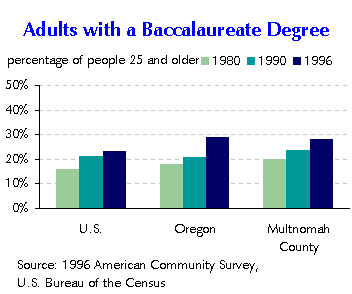 Adults with a Baccalaureate Degree
percentage of people 25 and older 1980 1990 1996
50%
40%
30%
20%
10%
0%
U.S. Oregon Multnomah
County
Source: 1996 American Community Survey,
U.S. Bureau of the Census